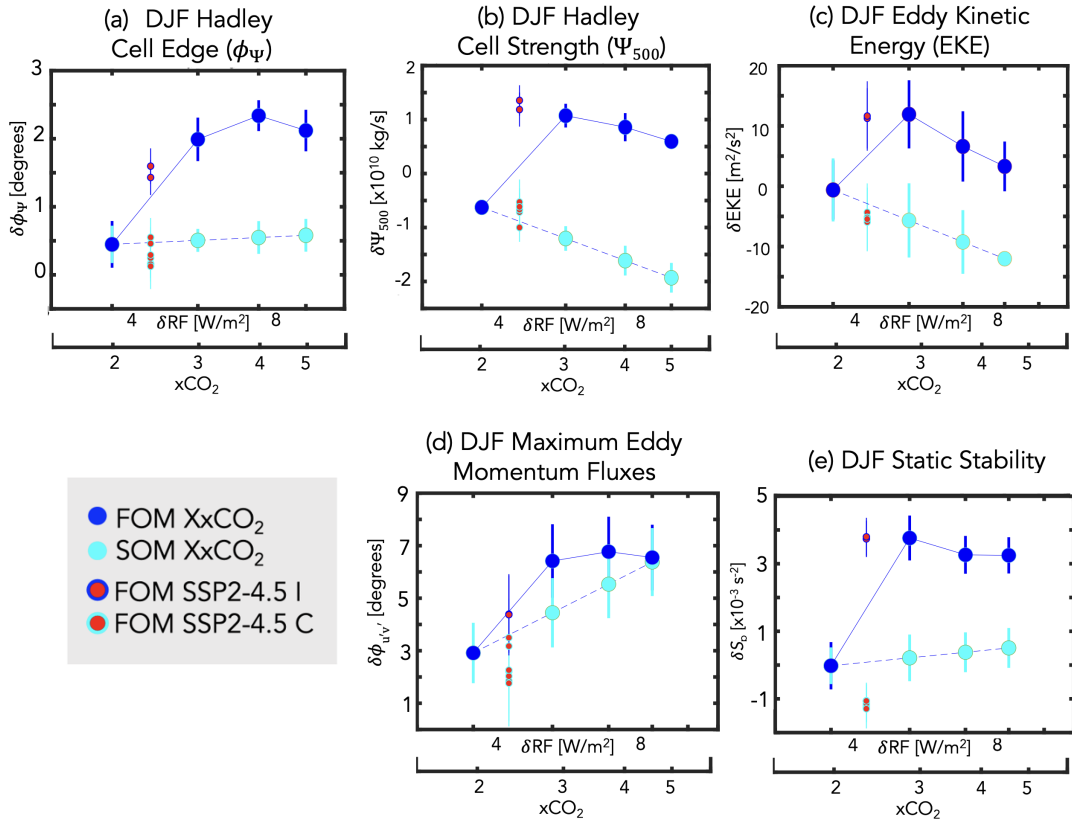 (a) DJF Hadley
Cell Edge (ϕΨ)
3
2
1
0
δϕΨ [degrees]
4 δRF [W/m²] 8
2 3 4 5
xCO₂
(b) DJF Hadley
Cell Strength (Ψ₅₀₀)
2
1
0
-1
-2
δΨ₅₀₀ [x10¹⁰ kg/s]
4 δRF [W/m²] 8
2 3 4 5
xCO₂
(c) DJF Eddy Kinetic
Energy (EKE)
20
10
0
-10
-20
δEKE [m²/s²]
4 δRF [W/m²] 8
2 3 4 5
xCO₂
FOM XxCO₂
SOM XxCO₂
FOM SSP2-4.5 I
FOM SSP2-4.5 C
(d) DJF Maximum Eddy
Momentum Fluxes
9
7
5
3
1
δϕu'v' [degrees]
4 δRF [W/m²] 8
2 3 4 5
xCO₂
(e) DJF Static Stability
5
3
1
-1
δSₚ [x10⁻³ s⁻²]
4 δRF [W/m²] 8
2 3 4 5
xCO₂